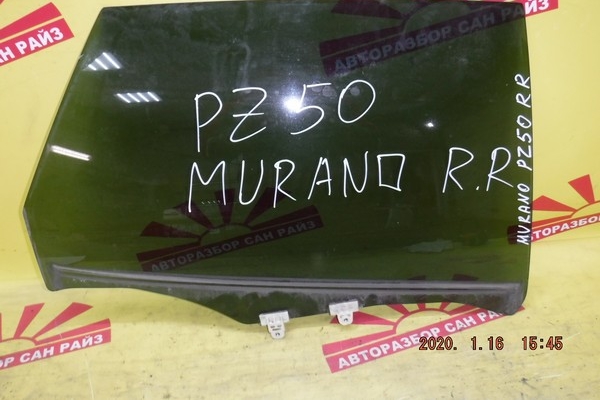 САН РАЙЗ
АВТОРАЗБОР САН РАЙЗ
PZ50
MURANO R.R
MURANO PZ50 RR
АВТОРАЗБОР САН РАЙЗ
АВТОРАЗБОР САН РАЙЗ
АВТОРАЗБОР САН РАЙЗ
2020. 1.16 15:45